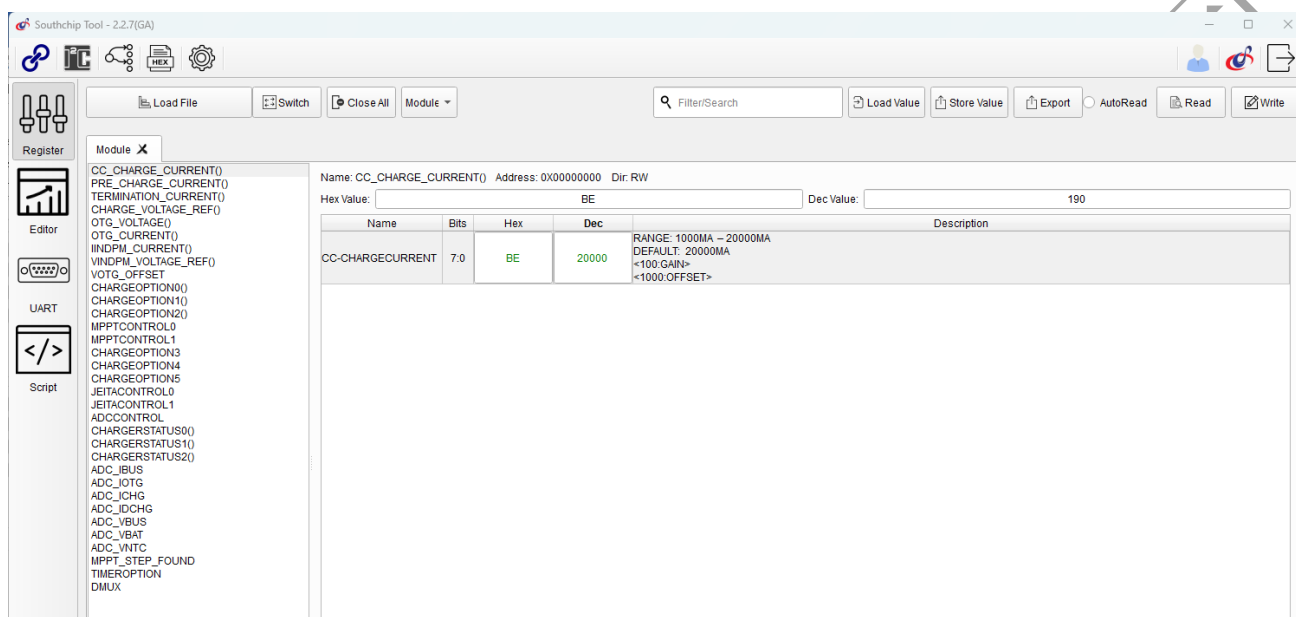 Southchip Tool - 2.2.7(GA)
I²C
HEX
Load File Switch Close All Module Filter/Search Load Value Store Value Export AutoRead Read Write
Register
Editor
UART
Script
Module X
CC_CHARGE_CURRENT()
PRE_CHARGE_CURRENT()
TERMINATION_CURRENT()
CHARGE_VOLTAGE_REF()
OTG_VOLTAGE()
OTG_CURRENT()
IINDPM_CURRENT()
VINDPM_VOLTAGE_REF()
VOTG_OFFSET
CHARGEOPTION0()
CHARGEOPTION1()
CHARGEOPTION2()
MPPTCONTROL0
MPPTCONTROL1
CHARGEOPTION3
CHARGEOPTION4
CHARGEOPTION5
JEITACONTROL0
JEITACONTROL1
ADCCONTROL
CHARGERSTATUS0()
CHARGERSTATUS1()
CHARGERSTATUS2()
ADC_IBUS
ADC_IOTG
ADC_ICHG
ADC_IDCHG
ADC_VBUS
ADC_VBAT
ADC_VNTC
MPPT_STEP_FOUND
TIMEROPTION
DMUX
Name: CC_CHARGE_CURRENT() Address: 0X00000000 Dir: RW
Hex Value: BE Dec Value: 190
Name Bits Hex Dec Description
CC-CHARGECURRENT 7:0 BE 20000
RANGE: 1000MA – 20000MA
DEFAULT: 20000MA
<100:GAIN>
<1000:OFFSET>